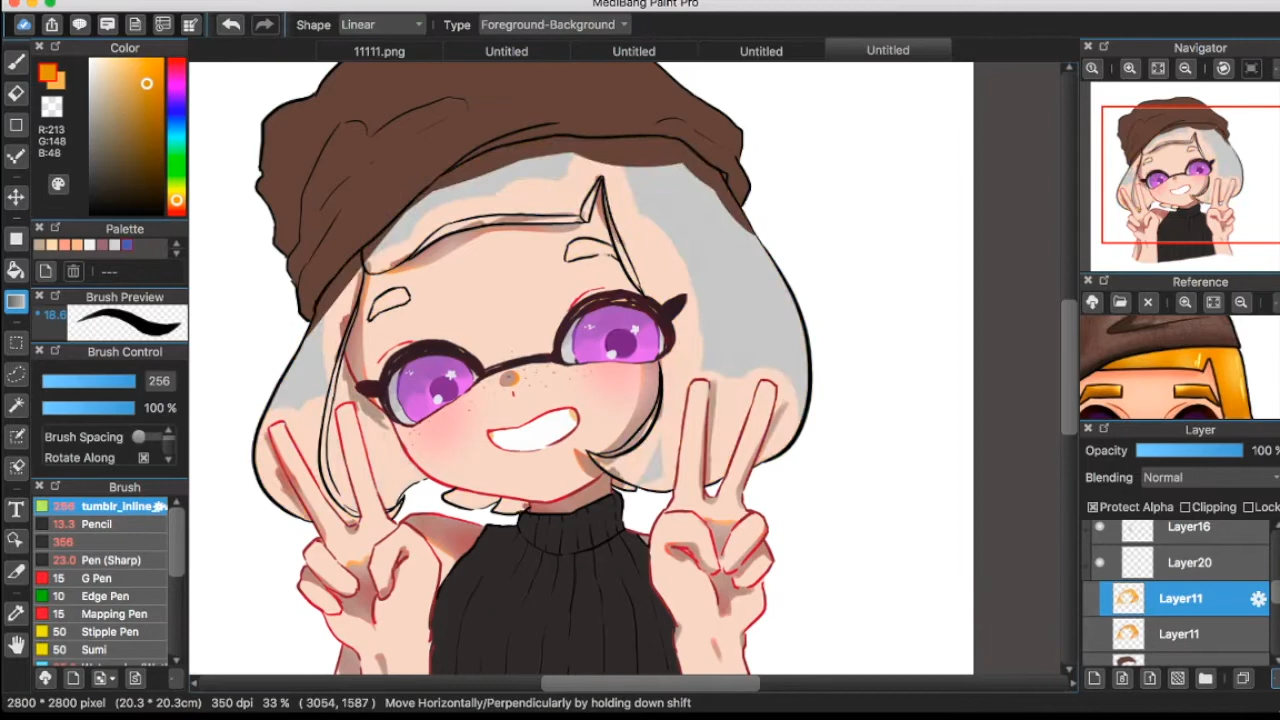 MediBang Paint Pro
Shape Linear Type Foreground-Background
Color
11111.png Untitled Untitled Untitled Untitled
Navigator
R:213
G:148
B:48
Palette
---
Brush Preview
* 18.6
Brush Control
256
100 %
Brush Spacing
Rotate Along
Brush
256 tumblr_inline
13.3 Pencil
356
23.0 Pen (Sharp)
15 G Pen
10 Edge Pen
15 Mapping Pen
50 Stipple Pen
50 Sumi
Reference
Layer
Opacity 100 %
Blending Normal
Protect Alpha Clipping Lock
Layer16
Layer20
Layer11
Layer11
2800 * 2800 pixel (20.3 * 20.3cm) 350 dpi 33 % ( 3054, 1587 ) Move Horizontally/Perpendicularly by holding down shift